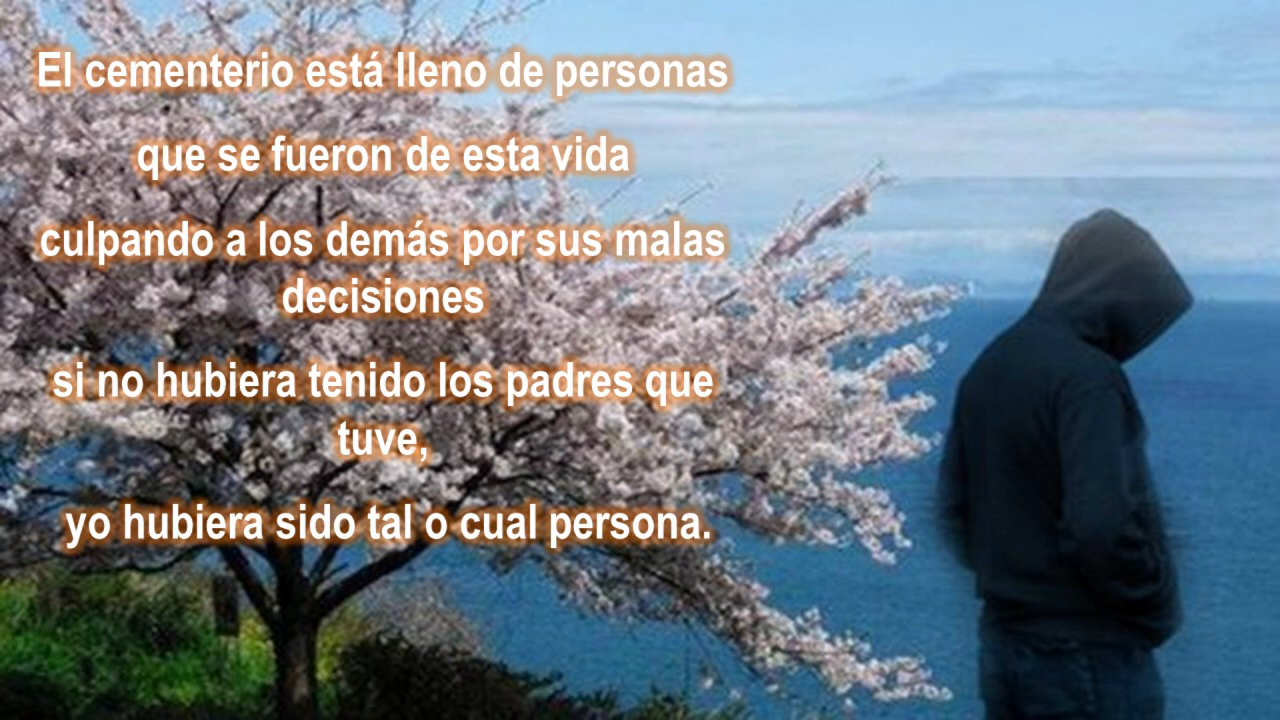 El cementerio está lleno de personas
que se fueron de esta vida
culpando a los demás por sus malas
decisiones
si no hubiera tenido los padres que
tuve,
yo hubiera sido tal o cual persona.